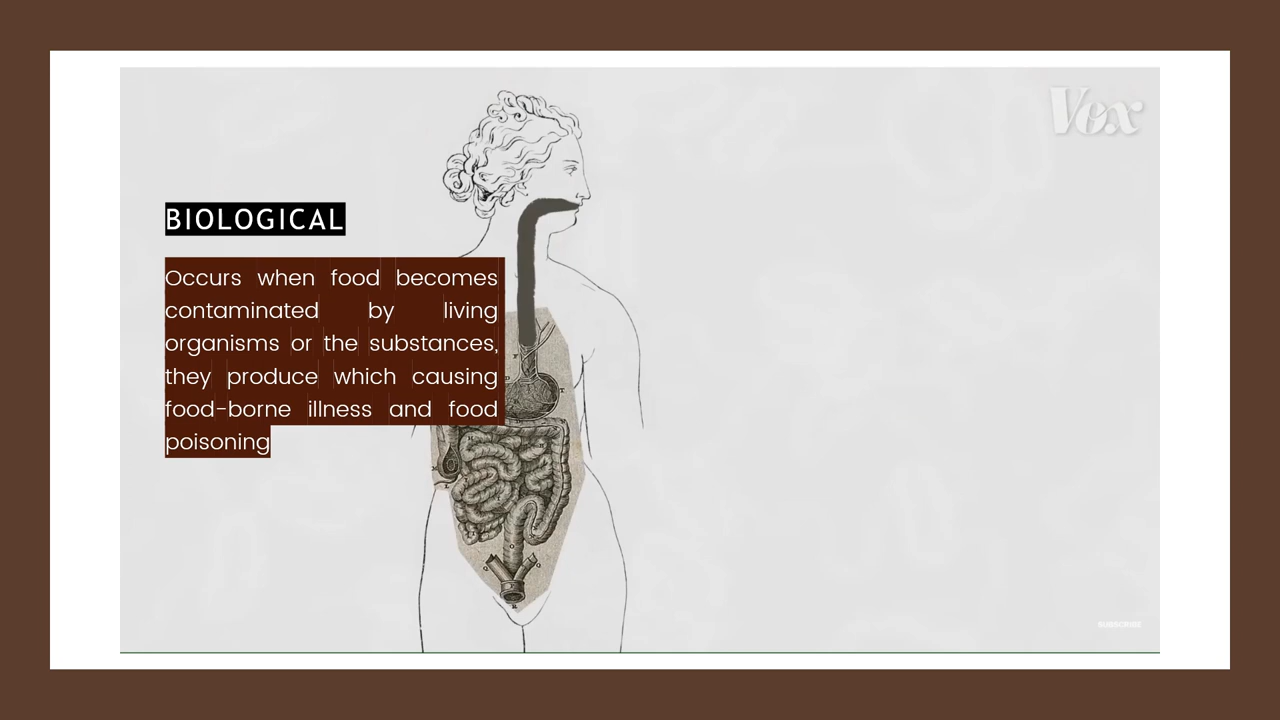 Vox
BIOLOGICAL
Occurs when food becomes
contaminated by living
organisms or the substances,
they produce which causing
food-borne illness and food
poisoning
SUBSCRIBE